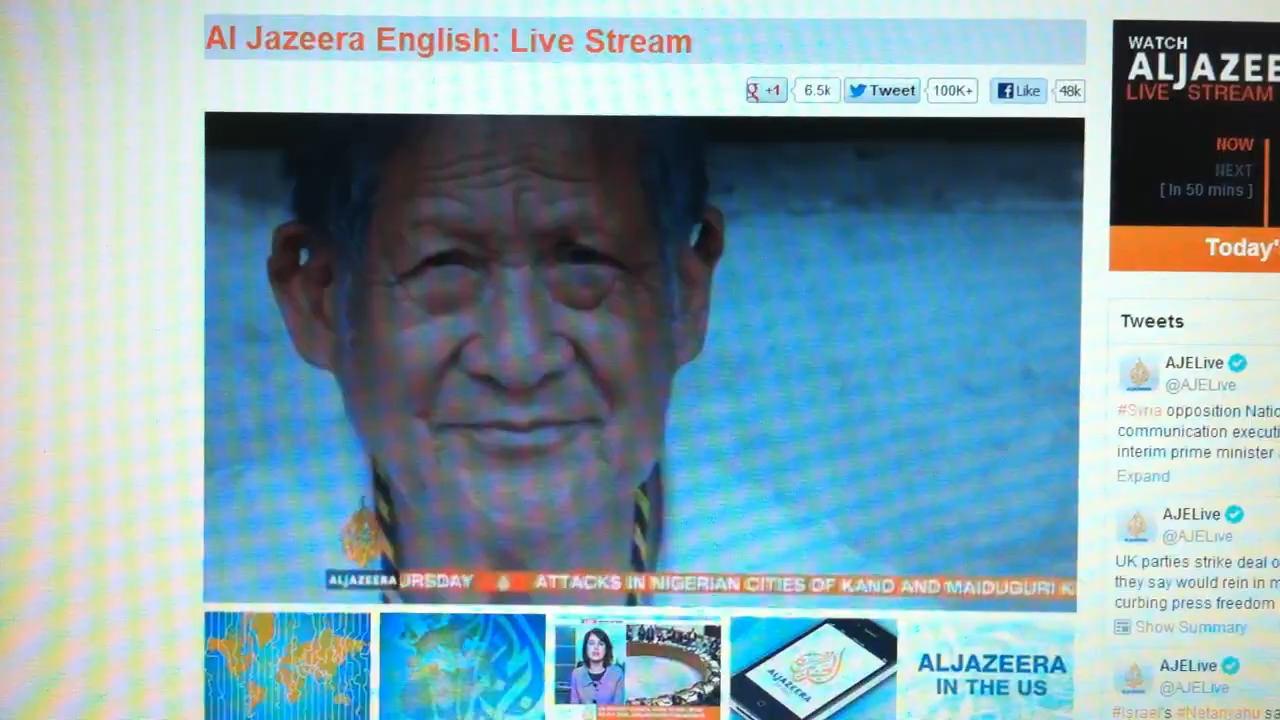 Al Jazeera English: Live Stream
+1 6.5k Tweet 100K+ Like 48k
WATCH
ALJAZEE
LIVE STREAM
NOW
NEXT
[ In 50 mins ]
Today'
ALJAZEERA URSDAY ATTACKS IN NIGERIAN CITIES OF KANO AND MAIDUGURI KI
ALJAZEERA
ALJAZEERA
IN THE US
Tweets
AJELive
@AJELive
#Syria opposition Natio
communication executi
interim prime minister
Expand
AJELive
@AJELive
UK parties strike deal o
they say would rein in m
curbing press freedom
Show Summary
AJELive
@AJELive
#Israel's #Netanyahu sa